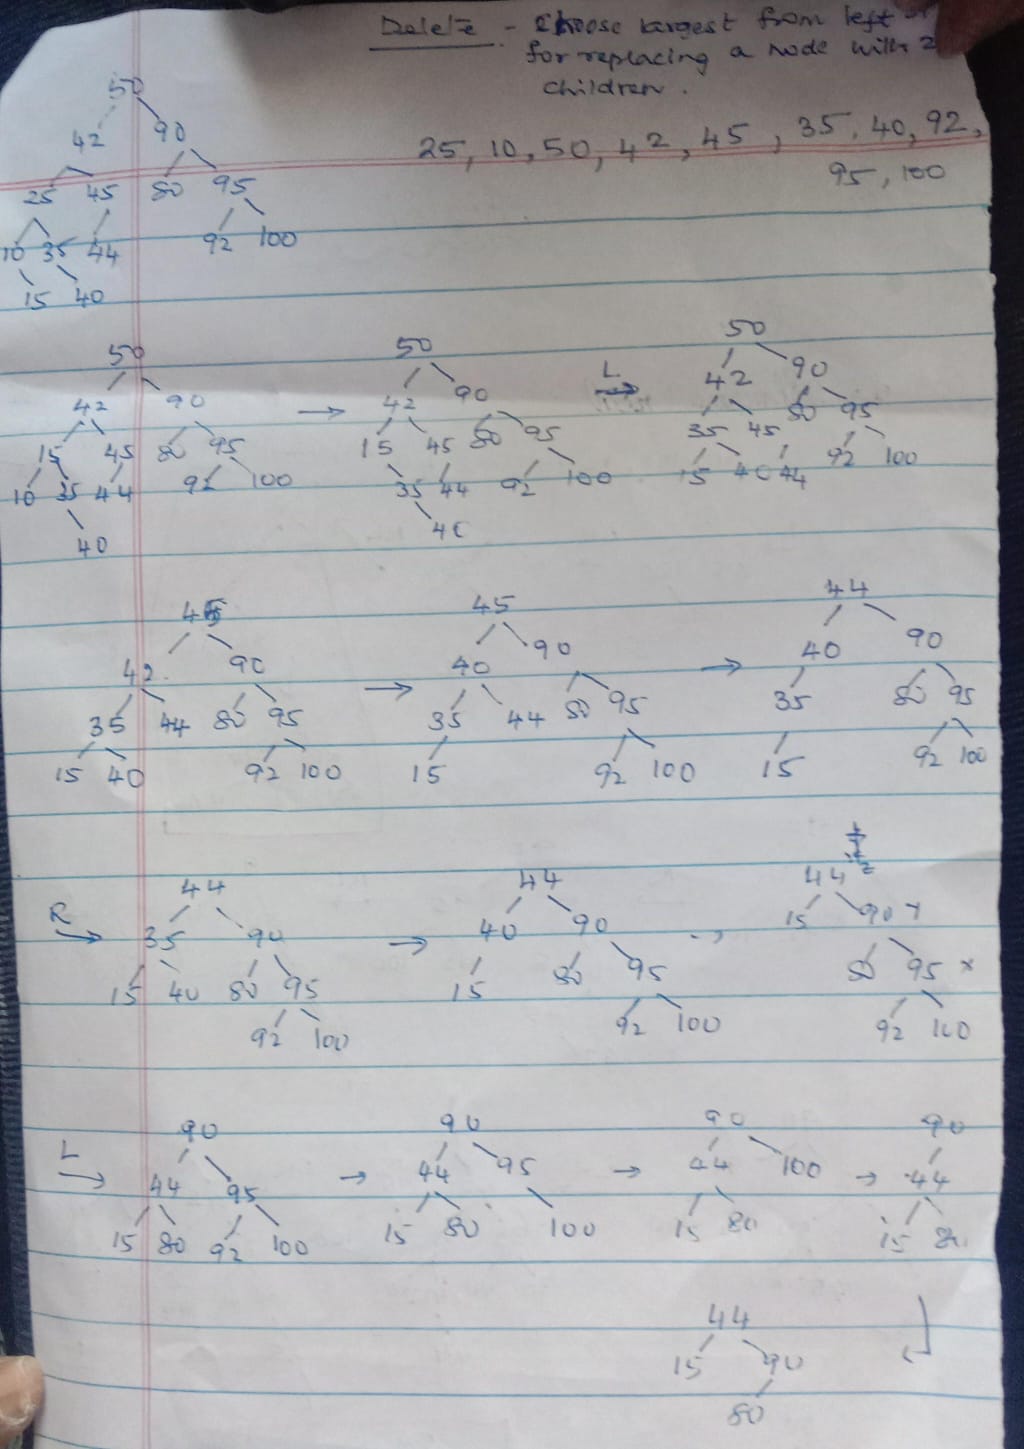 Delete - Choose largest from left
for replacing a node with 2
children.
25, 10, 50, 42, 45, 35, 40, 92,
95, 100
50
42 90
25 45 80 95
10 35 44 92 100
15 40
50 50 L 50
42 90 42 90 42 90
15 45 80 95 15 45 80 95 35 45 80 95
10 35 44 92 100 35 44 92 100 15 40 44 92 100
40 40
45 45 44
42 90 40 90 40 90
35 44 80 95 35 44 80 95 35 80 95
15 40 92 100 15 92 100 15 92 100
R 44 44 44
35 90 40 90 15 90
15 40 80 95 15 80 95 80 95 x
92 100 92 100 92 100
L 90 90 90 90
44 95 44 95 44 100 44
15 80 92 100 15 80 100 15 80 15 80
44
15 90
80